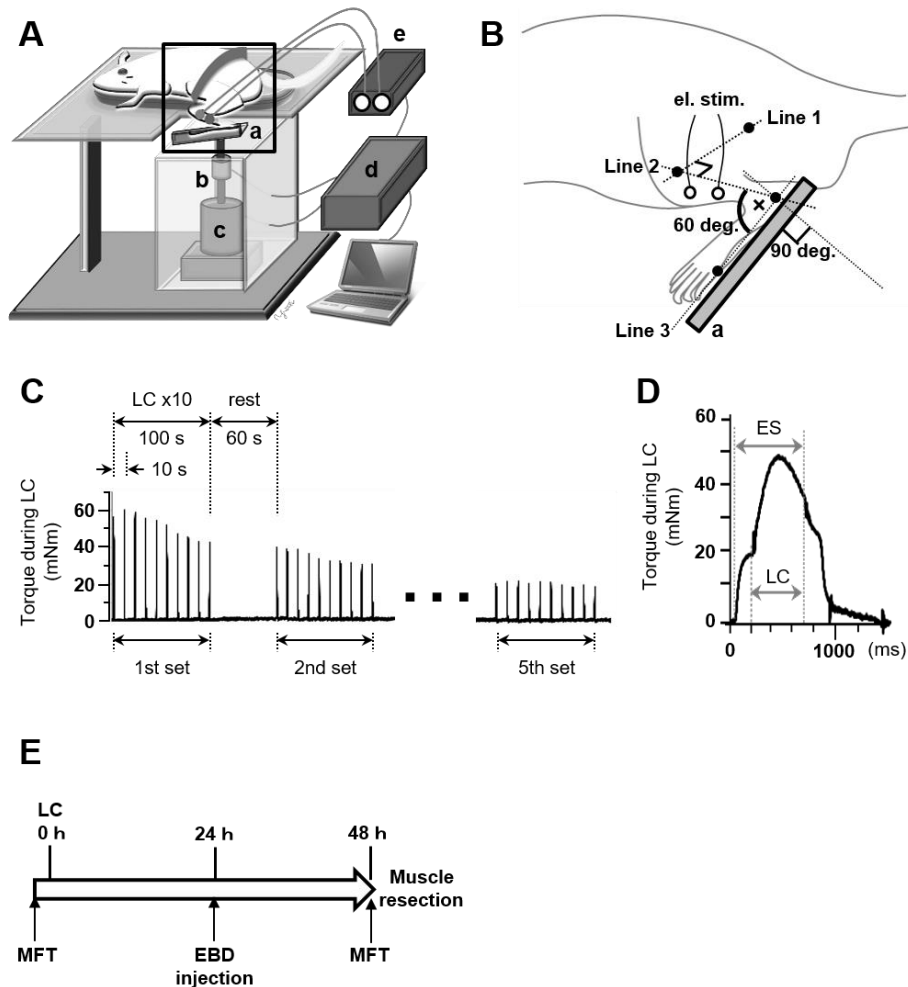 A
e
a
b
d
c
B
el. stim.
Line 1
Line 2
60 deg.
×
90 deg.
Line 3
a
C
LC x10
rest
100 s
60 s
10 s
Torque during LC
(mNm)
60
40
20
0
1st set
2nd set
5th set
D
Torque during LC
(mNm)
60
40
20
0
ES
LC
0
1000
(ms)
E
LC
0 h
24 h
48 h
Muscle
resection
MFT
EBD
injection
MFT